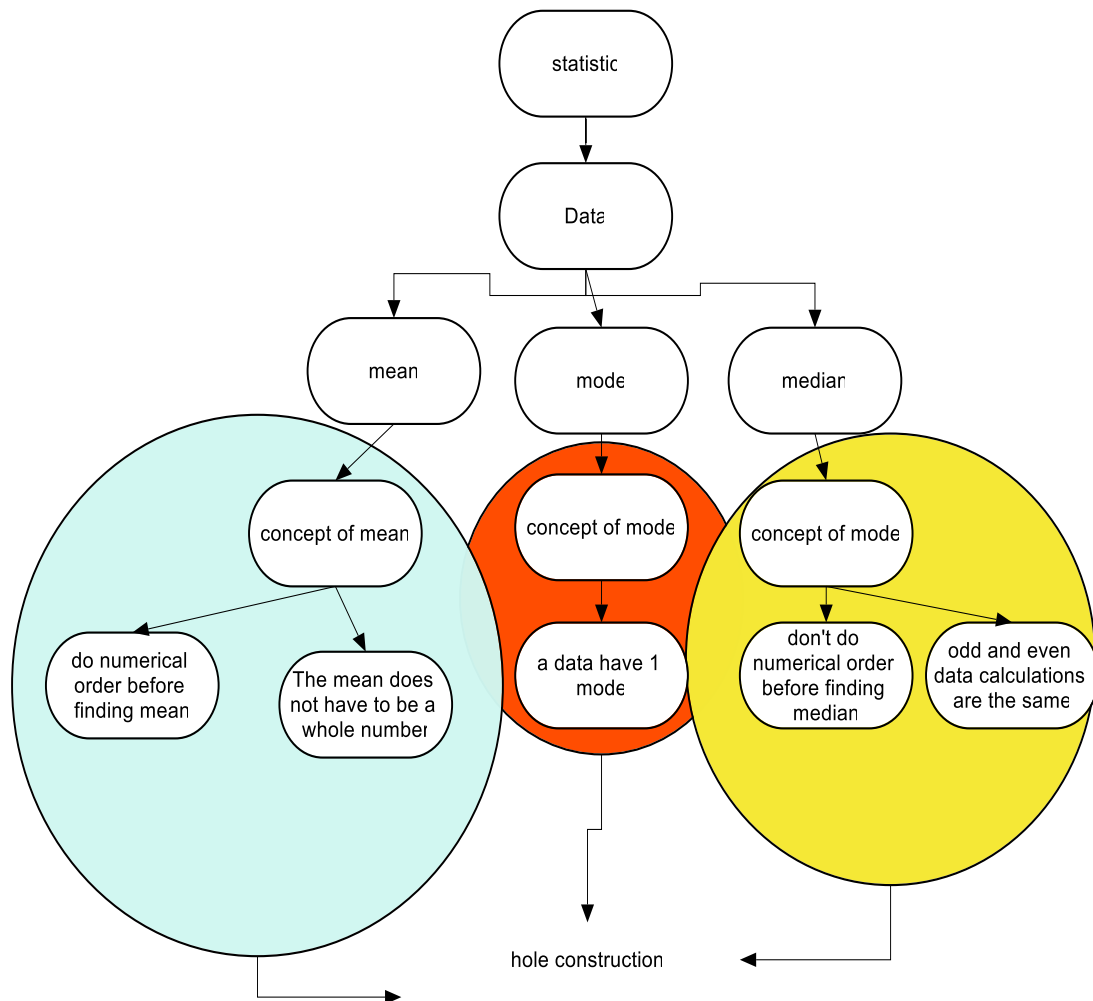 statistic
Data
mean
mode
median
concept of mean
concept of mode
concept of mode
do numerical
order before
finding mean
The mean does
not have to be a
whole number
a data have 1
mode
don't do
numerical order
before finding
median
odd and even
data calculations
are the same
hole construction